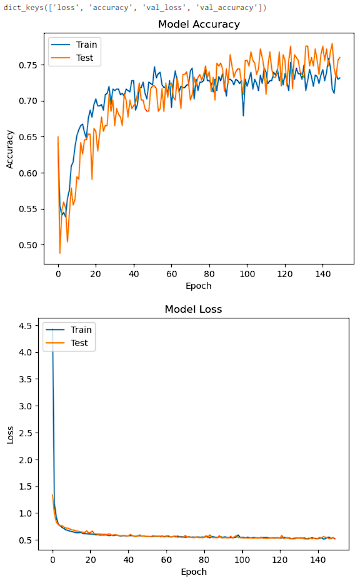 dict_keys(['loss', 'accuracy', 'val_loss', 'val_accuracy'])
Model Accuracy
Train
Test
0.75
0.70
0.65
0.60
0.55
0.50
Accuracy
0 20 40 60 80 100 120 140
Epoch
Model Loss
Train
Test
4.5
4.0
3.5
3.0
2.5
2.0
1.5
1.0
0.5
Loss
0 20 40 60 80 100 120 140
Epoch